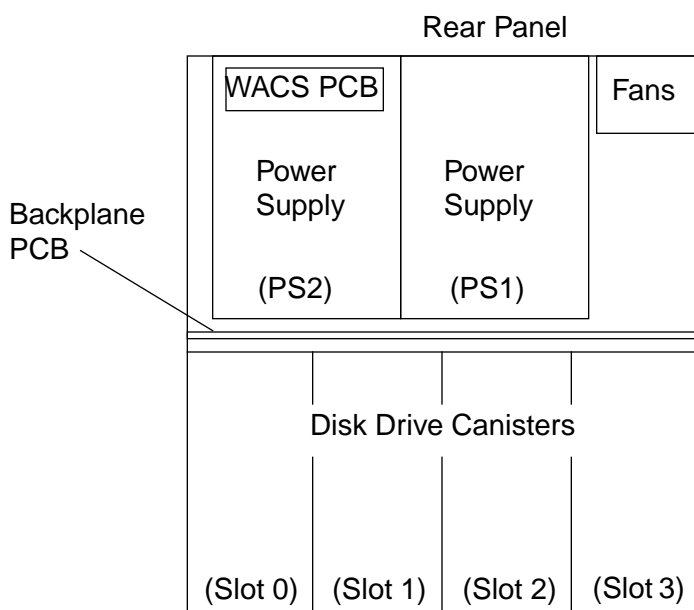 Rear Panel
WACS PCB
Fans
Power
Supply
(PS2)
Power
Supply
(PS1)
Backplane
PCB
Disk Drive Canisters
(Slot 0)
(Slot 1)
(Slot 2)
(Slot 3)